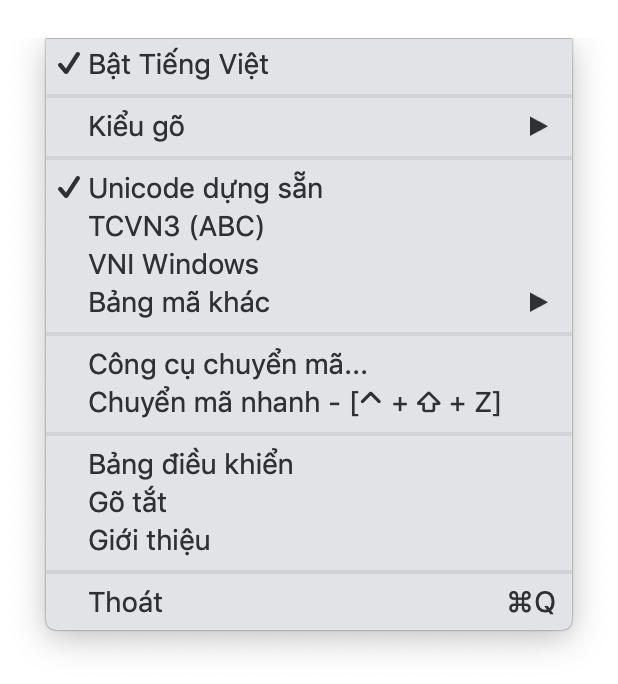 ✓ Bật Tiếng Việt
Kiểu gõ ▶
✓ Unicode dựng sẵn
TCVN3 (ABC)
VNI Windows
Bảng mã khác ▶
Công cụ chuyển mã...
Chuyển mã nhanh - [^ + ⇧ + Z]
Bảng điều khiển
Gõ tắt
Giới thiệu
Thoát ⌘Q